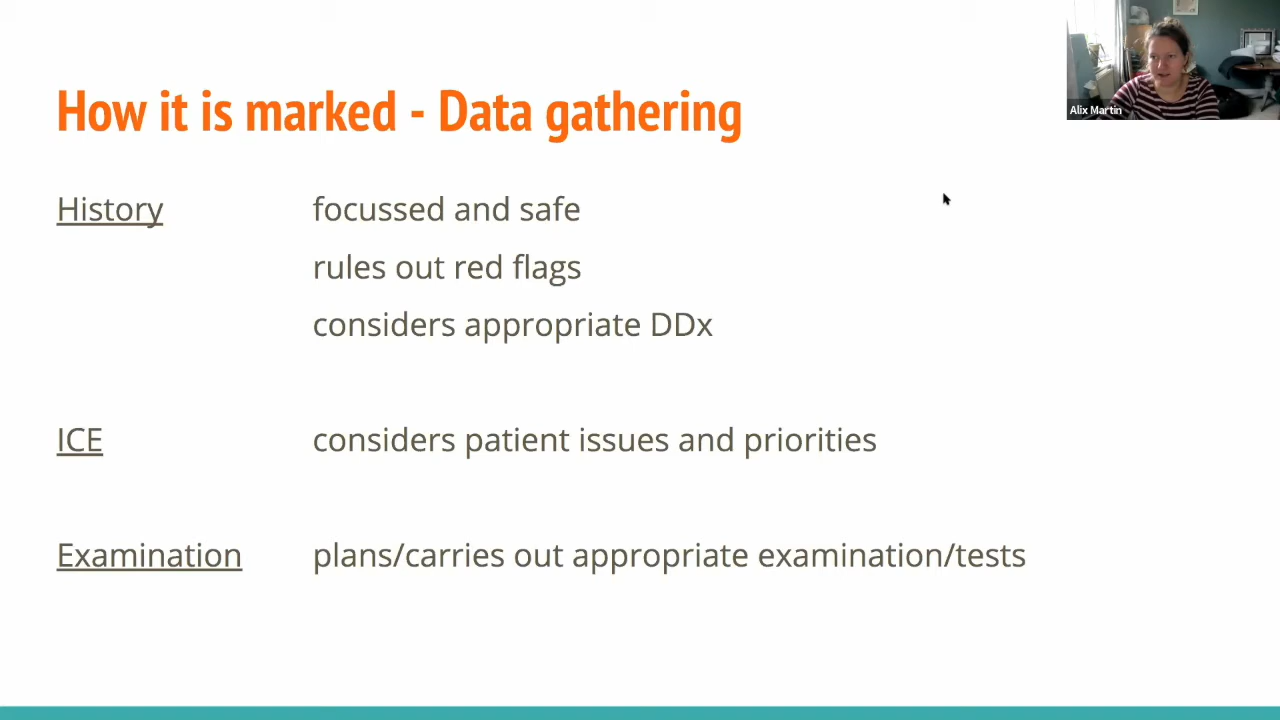 How it is marked - Data gathering
Alix Martin
History focussed and safe
rules out red flags
considers appropriate DDx
ICE considers patient issues and priorities
Examination plans/carries out appropriate examination/tests